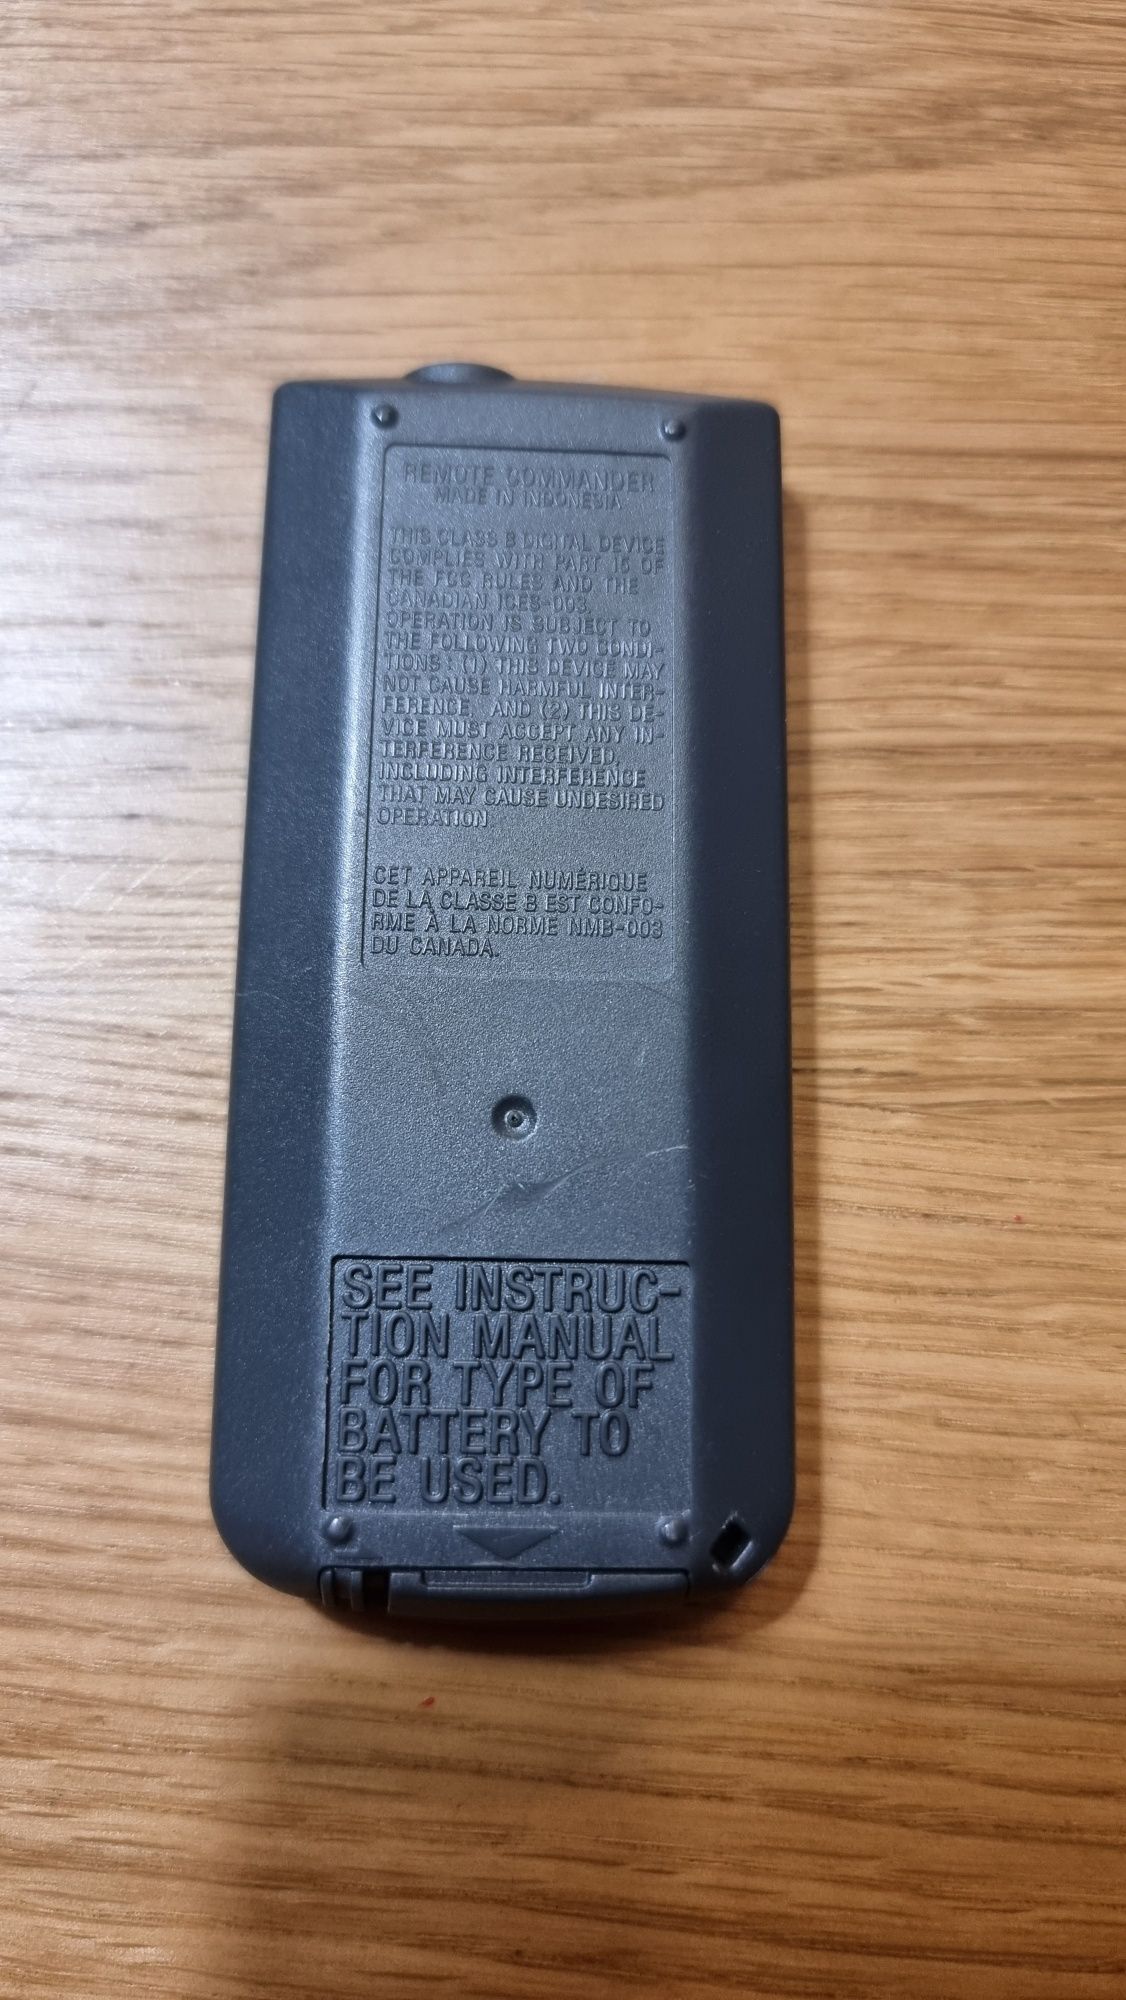 REMOTE COMMANDER
MADE IN INDONESIA
THIS CLASS B DIGITAL DEVICE
COMPLIES WITH PART 15 OF
THE FCC RULES AND THE
CANADIAN ICES-003.
OPERATION IS SUBJECT TO
THE FOLLOWING TWO CONDI-
TIONS : (1) THIS DEVICE MAY
NOT CAUSE HARMFUL INTER-
FERENCE, AND (2) THIS DE-
VICE MUST ACCEPT ANY IN-
TERFERENCE RECEIVED,
INCLUDING INTERFERENCE
THAT MAY CAUSE UNDESIRED
OPERATION.
CET APPAREIL NUMÉRIQUE
DE LA CLASSE B EST CONFO-
RME À LA NORME NMB-003
DU CANADA.
SEE INSTRUC-
TION MANUAL
FOR TYPE OF
BATTERY TO
BE USED.